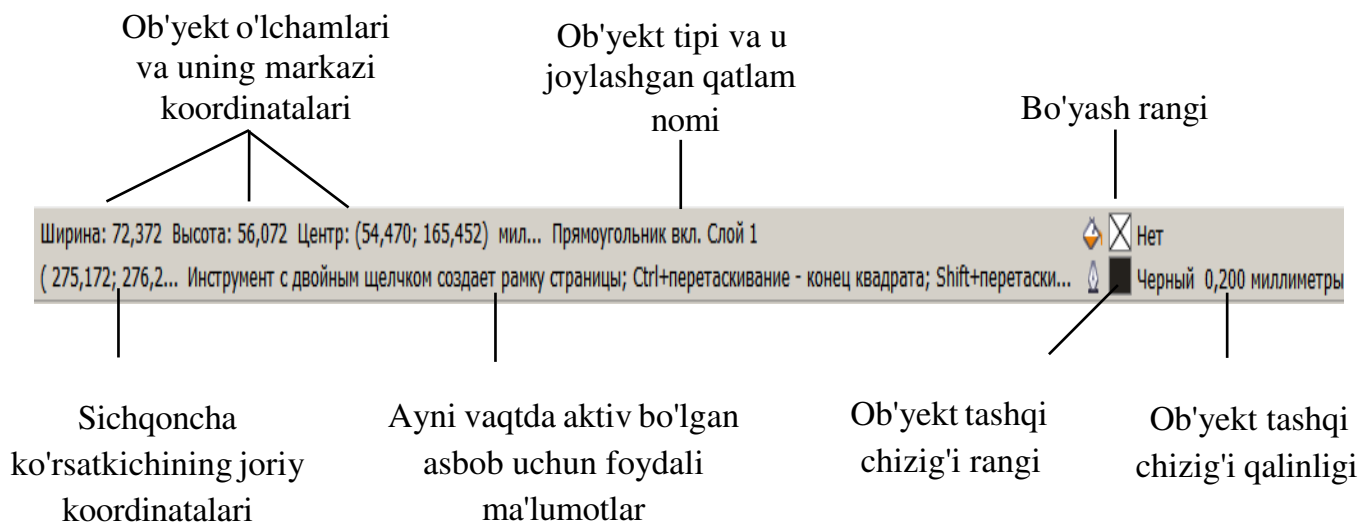 Ob'yekt o'lchamlari
va uning markazi
koordinatalari
Ob'yekt tipi va u
joylashgan qatlam
nomi
Bo'yash rangi
Ширина: 72,372 Высота: 56,072 Центр: (54,470; 165,452) мил... Прямоугольник вкл. Слой 1 Нет
( 275,172; 276,2... Инструмент с двойным щелчком создает рамку страницы; Ctrl+перетаскивание - конец квадрата; Shift+перетаски... Черный 0,200 миллиметры
Sichqoncha
ko'rsatkichining joriy
koordinatalari
Ayni vaqtda aktiv bo'lgan
asbob uchun foydali
ma'lumotlar
Ob'yekt tashqi
chizig'i rangi
Ob'yekt tashqi
chizig'i qalinligi